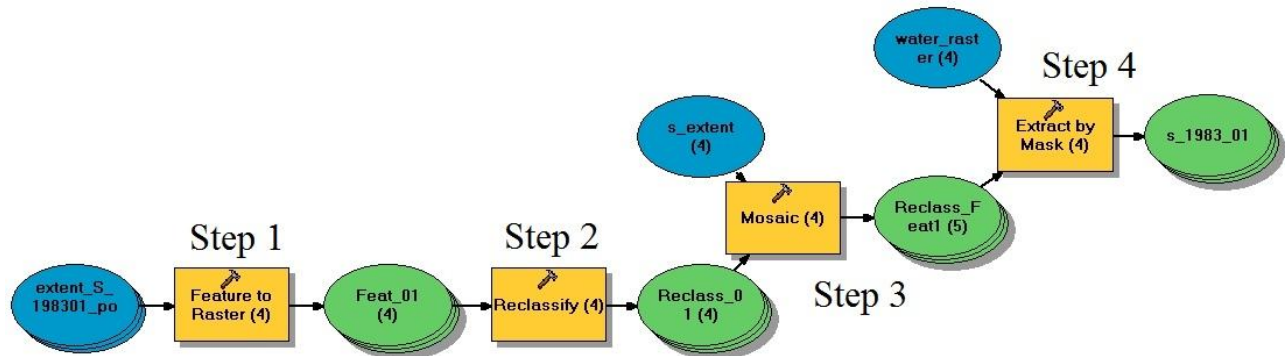 extent_S_
198301_po
Step 1
Feature to
Raster (4)
Feat_01
(4)
Step 2
Reclassify (4)
Reclass_0
1 (4)
s_extent
(4)
Mosaic (4)
Step 3
Reclass_F
eat1 (5)
water_rast
er (4)
Step 4
Extract by
Mask (4)
s_1983_01